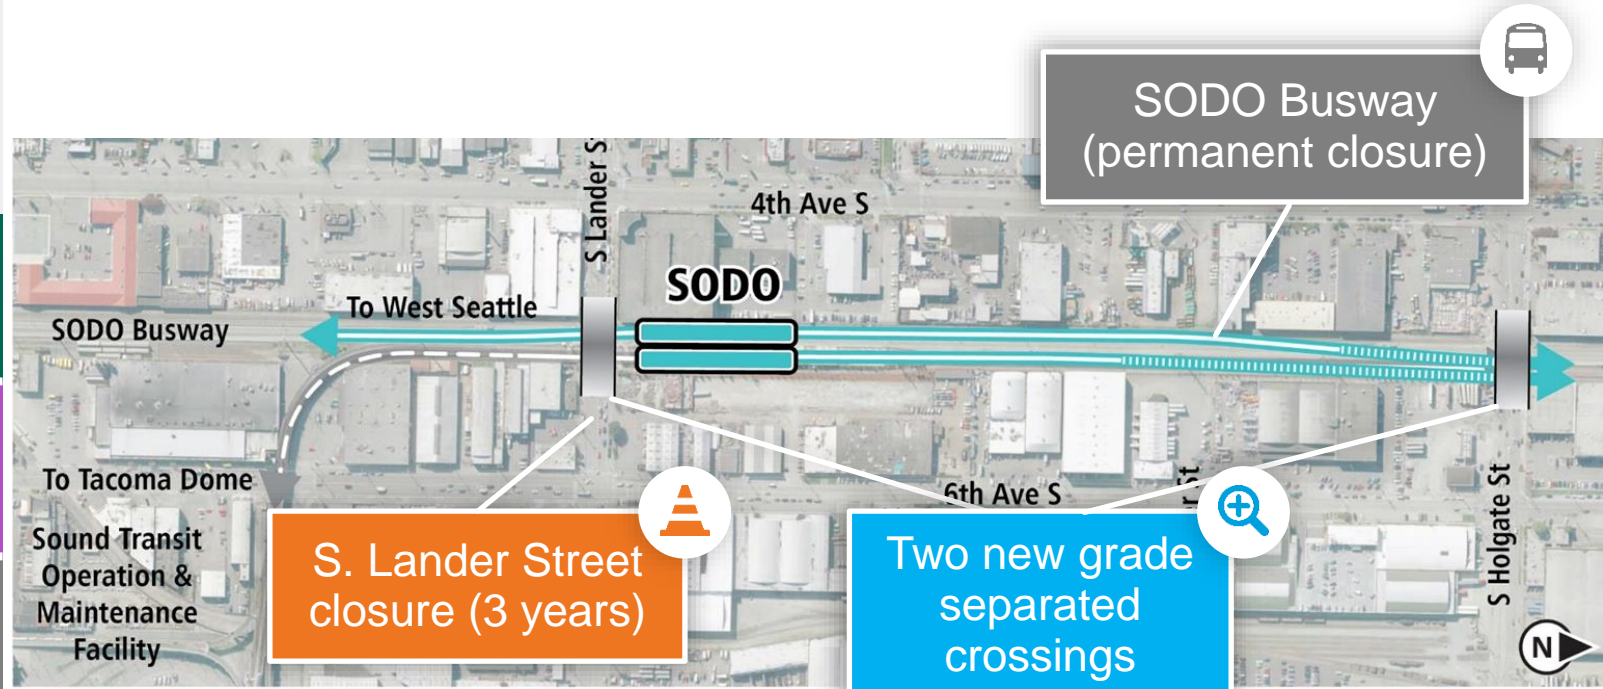 SODO Busway
(permanent closure)
S Lander S
4th Ave S
SODO
To West Seattle
SODO Busway
To Tacoma Dome
Sound Transit
Operation &
Maintenance
Facility
S. Lander Street
closure (3 years)
6th Ave S
Two new grade
separated
crossings
S Holgate St
N